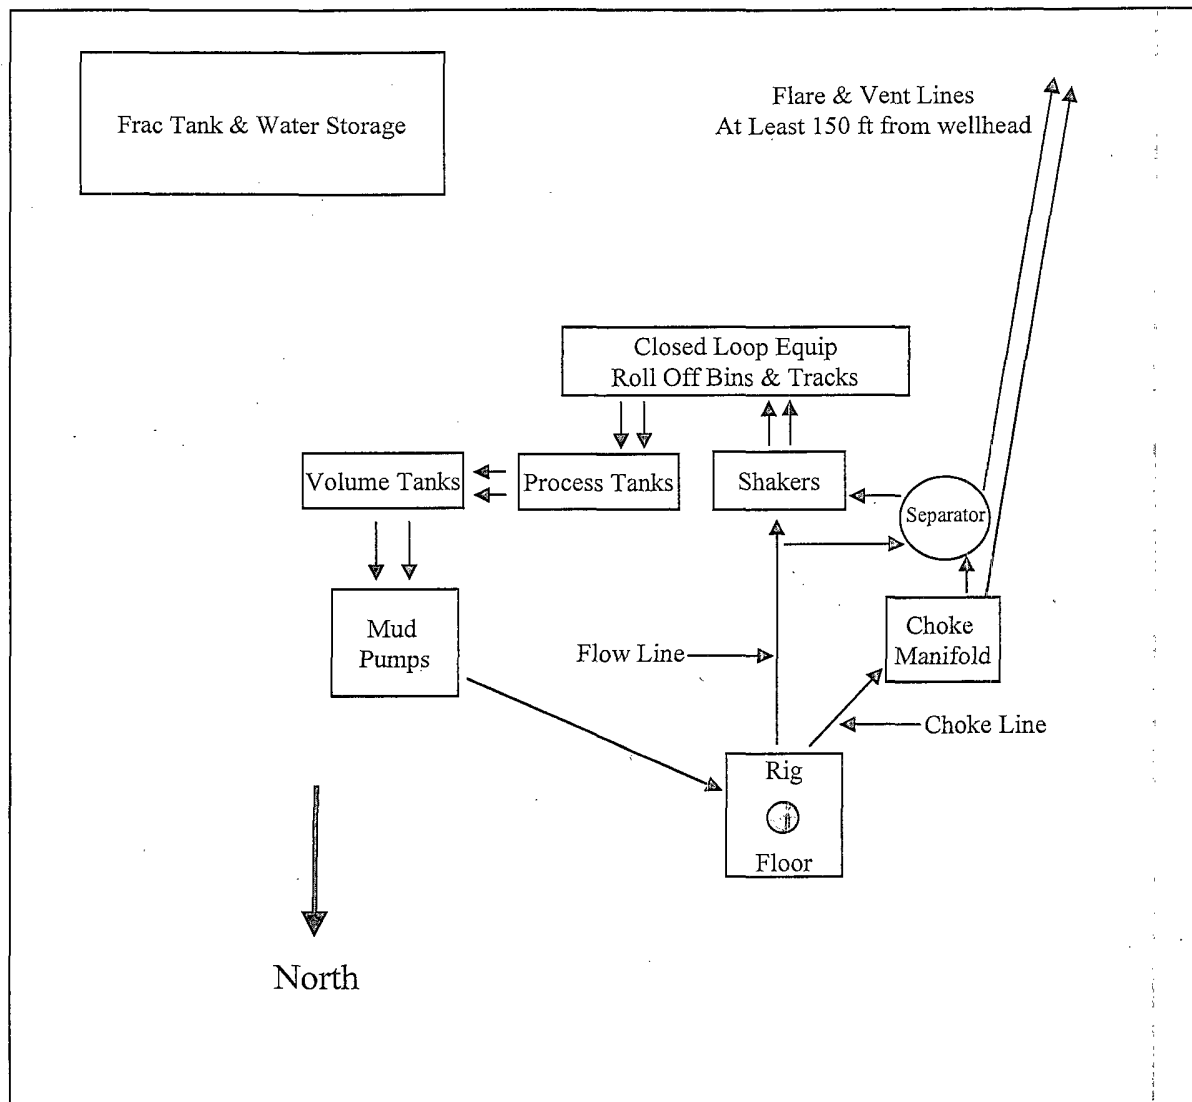 Frac Tank & Water Storage
Flare & Vent Lines
At Least 150 ft from wellhead
Closed Loop Equip
Roll Off Bins & Tracks
Volume Tanks
Process Tanks
Shakers
Separator
Mud
Pumps
Flow Line
Choke
Manifold
Choke Line
Rig
Floor
North